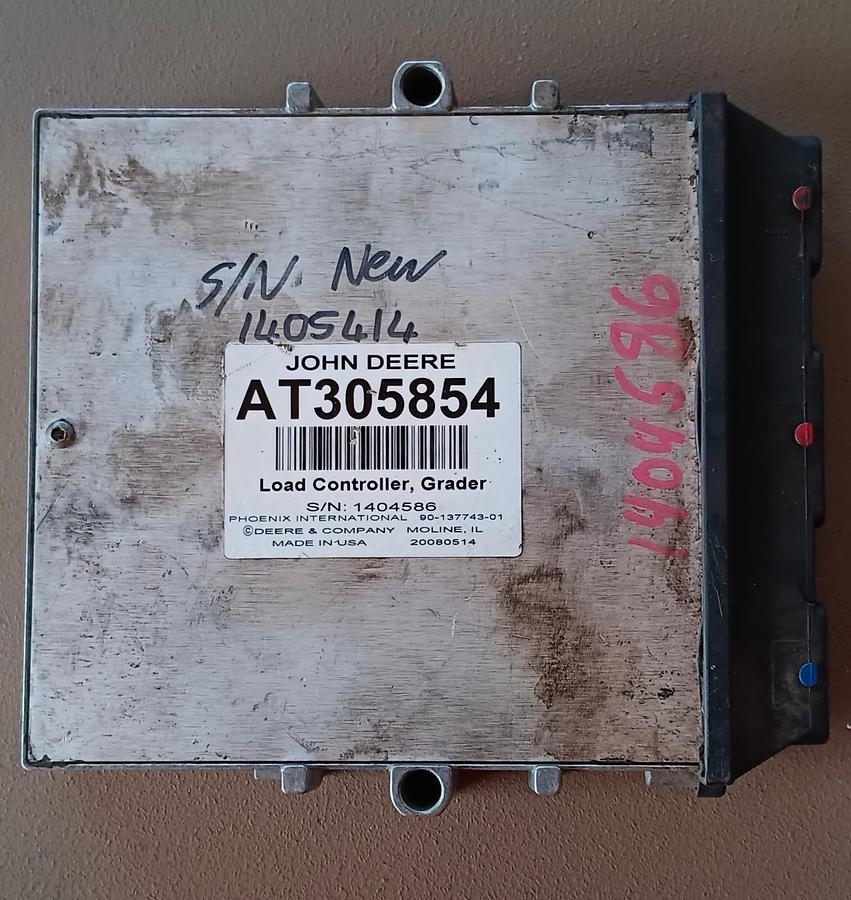 S/N. New
1405414
JOHN DEERE
AT305854
Load Controller, Grader
S/N: 1404586
PHOENIX INTERNATIONAL 90-137743-01
©DEERE & COMPANY MOLINE, IL
MADE IN USA 20080514
1404586